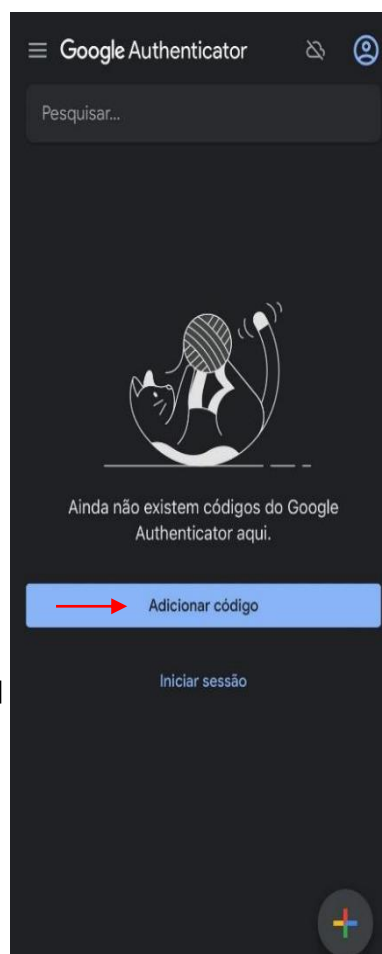 Google Authenticator
Pesquisar...
Ainda não existem códigos do Google
Authenticator aqui.
Adicionar código
Iniciar sessão